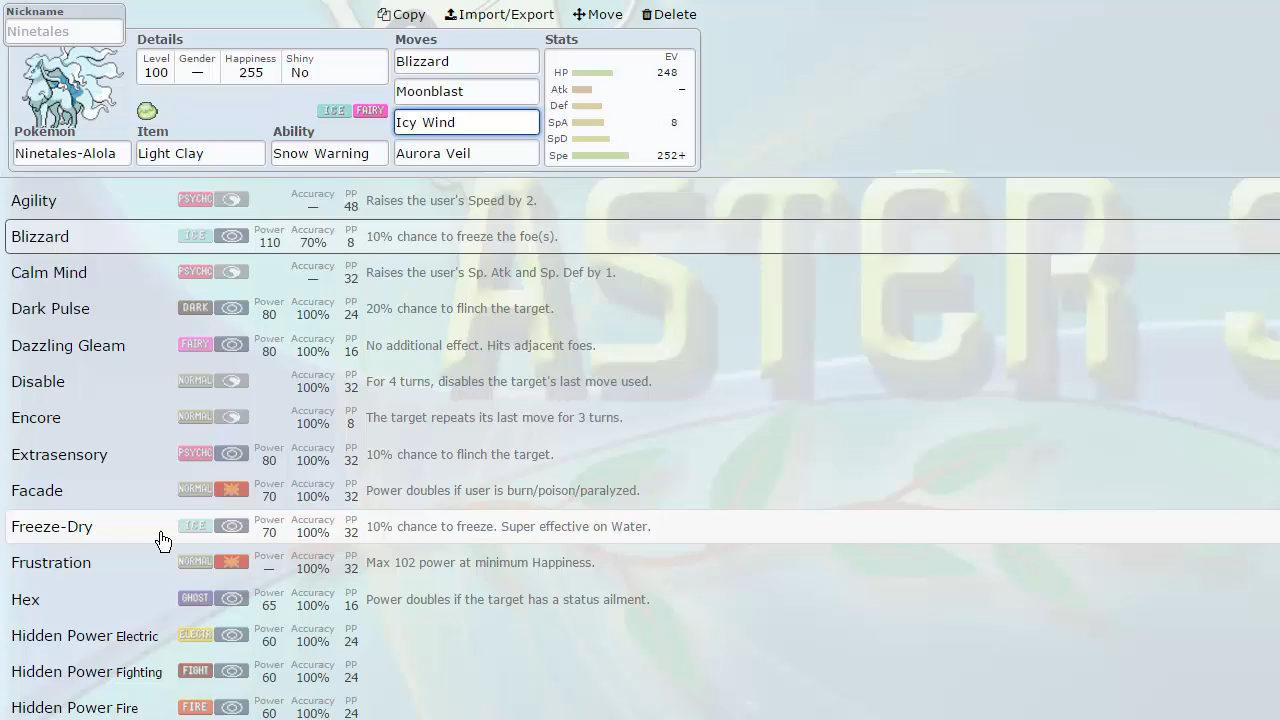 Nickname
Ninetales
Copy Import/Export Move Delete
Details
Level Gender Happiness Shiny
100 — 255 No
ICE FAIRY
Pokémon Item Ability
Ninetales-Alola Light Clay Snow Warning
Moves
Blizzard
Moonblast
Icy Wind
Aurora Veil
Stats
EV
HP 248
Atk –
Def
SpA 8
SpD
Spe 252+
ASTER S
Agility PSYCHC Accuracy — PP 48 Raises the user's Speed by 2.
Blizzard ICE Power 110 Accuracy 70% PP 8 10% chance to freeze the foe(s).
Calm Mind PSYCHC Accuracy — PP 32 Raises the user's Sp. Atk and Sp. Def by 1.
Dark Pulse DARK Power 80 Accuracy 100% PP 24 20% chance to flinch the target.
Dazzling Gleam FAIRY Power 80 Accuracy 100% PP 16 No additional effect. Hits adjacent foes.
Disable NORMAL Accuracy 100% PP 32 For 4 turns, disables the target's last move used.
Encore NORMAL Accuracy 100% PP 8 The target repeats its last move for 3 turns.
Extrasensory PSYCHC Power 80 Accuracy 100% PP 32 10% chance to flinch the target.
Facade NORMAL Power 70 Accuracy 100% PP 32 Power doubles if user is burn/poison/paralyzed.
Freeze-Dry ICE Power 70 Accuracy 100% PP 32 10% chance to freeze. Super effective on Water.
Frustration NORMAL Power — Accuracy 100% PP 32 Max 102 power at minimum Happiness.
Hex GHOST Power 65 Accuracy 100% PP 16 Power doubles if the target has a status ailment.
Hidden Power Electric ELECTR Power 60 Accuracy 100% PP 24
Hidden Power Fighting FIGHT Power 60 Accuracy 100% PP 24
Hidden Power Fire FIRE Power 60 Accuracy 100% PP 24